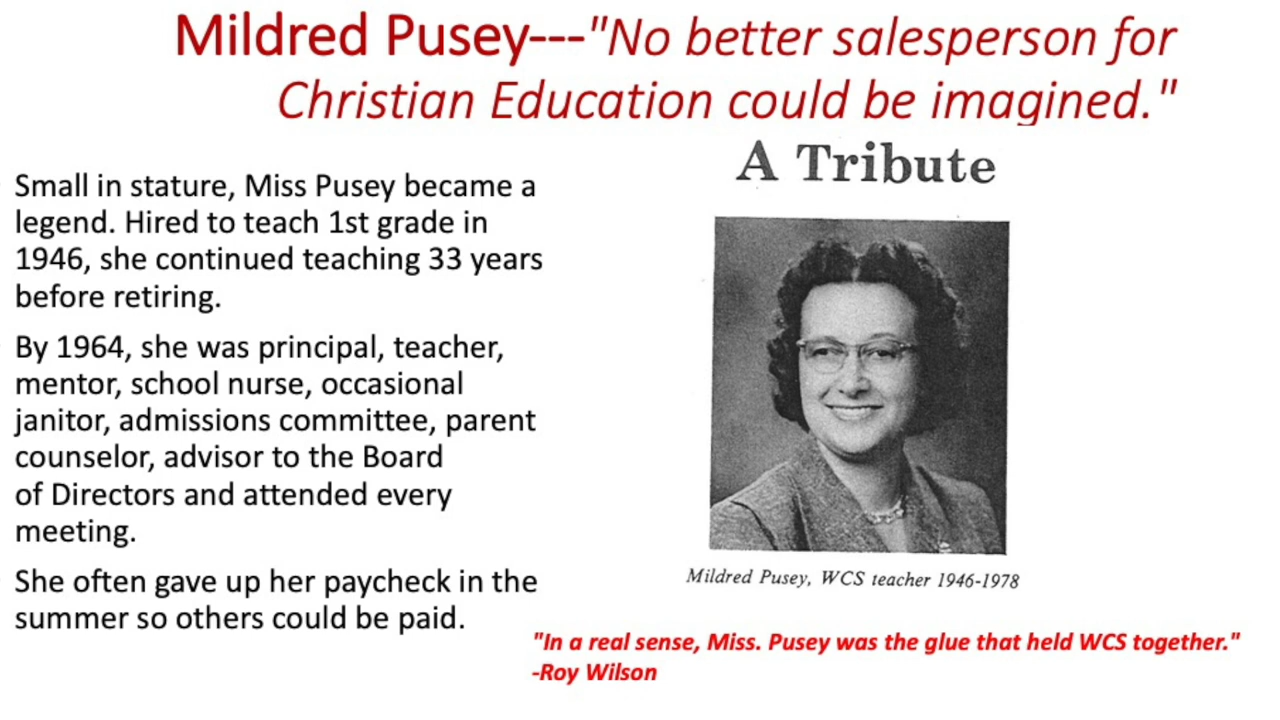 Mildred Pusey---"No better salesperson for
Christian Education could be imagined."
Small in stature, Miss Pusey became a
legend. Hired to teach 1st grade in
1946, she continued teaching 33 years
before retiring.
By 1964, she was principal, teacher,
mentor, school nurse, occasional
janitor, admissions committee, parent
counselor, advisor to the Board
of Directors and attended every
meeting.
She often gave up her paycheck in the
summer so others could be paid.
A Tribute
Mildred Pusey, WCS teacher 1946-1978
"In a real sense, Miss. Pusey was the glue that held WCS together."
-Roy Wilson